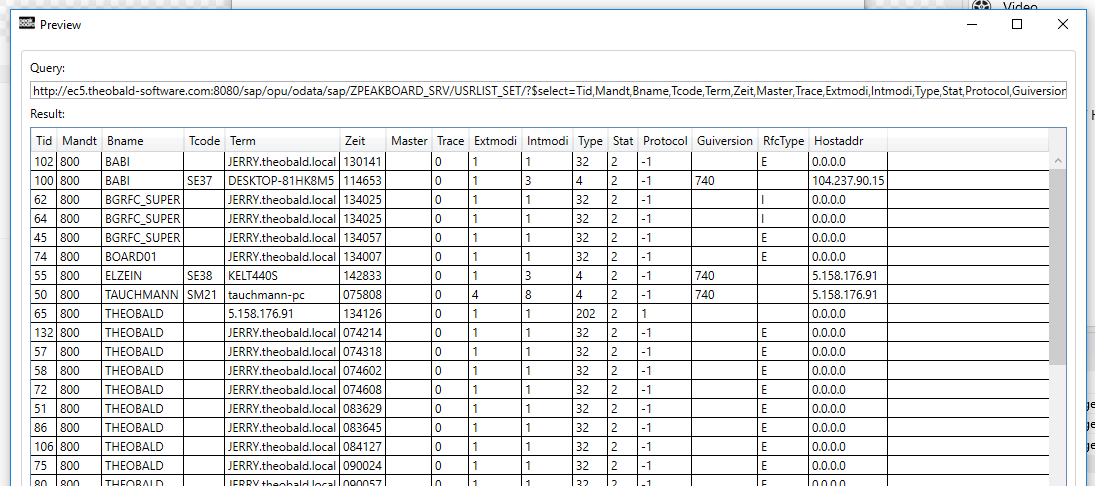 Video
Preview
Query:
http://ec5.theobald-software.com:8080/sap/opu/odata/sap/ZPEAKBOARD_SRV/USRLIST_SET/?$select=Tid,Mandt,Bname,Tcode,Term,Zeit,Master,Trace,Extmodi,Intmodi,Type,Stat,Protocol,Guiversion
Result:
Tid Mandt Bname Tcode Term Zeit Master Trace Extmodi Intmodi Type Stat Protocol Guiversion RfcType Hostaddr
102 800 BABI JERRY.theobald.local 130141 0 1 1 32 2 -1 E 0.0.0.0
100 800 BABI SE37 DESKTOP-81HK8M5 114653 0 1 3 4 2 -1 740 104.237.90.15
62 800 BGRFC_SUPER JERRY.theobald.local 134025 0 1 1 32 2 -1 I 0.0.0.0
64 800 BGRFC_SUPER JERRY.theobald.local 134025 0 1 1 32 2 -1 I 0.0.0.0
45 800 BGRFC_SUPER JERRY.theobald.local 134057 0 1 1 32 2 -1 E 0.0.0.0
74 800 BOARD01 JERRY.theobald.local 134007 0 1 1 32 2 -1 E 0.0.0.0
55 800 ELZEIN SE38 KELT440S 142833 0 1 3 4 2 -1 740 5.158.176.91
50 800 TAUCHMANN SM21 tauchmann-pc 075808 0 4 8 4 2 -1 740 5.158.176.91
65 800 THEOBALD 5.158.176.91 134126 0 1 1 202 2 1 0.0.0.0
132 800 THEOBALD JERRY.theobald.local 074214 0 1 1 32 2 -1 E 0.0.0.0
57 800 THEOBALD JERRY.theobald.local 074318 0 1 1 32 2 -1 E 0.0.0.0
58 800 THEOBALD JERRY.theobald.local 074602 0 1 1 32 2 -1 E 0.0.0.0
72 800 THEOBALD JERRY.theobald.local 074608 0 1 1 32 2 -1 E 0.0.0.0
51 800 THEOBALD JERRY.theobald.local 083629 0 1 1 32 2 -1 E 0.0.0.0
86 800 THEOBALD JERRY.theobald.local 083645 0 1 1 32 2 -1 E 0.0.0.0
106 800 THEOBALD JERRY.theobald.local 084127 0 1 1 32 2 -1 E 0.0.0.0
75 800 THEOBALD JERRY.theobald.local 090024 0 1 1 32 2 -1 E 0.0.0.0
80 800 THEOBALD JERRY.theobald.local 090057 0 1 1 32 2 -1 E 0.0.0.0